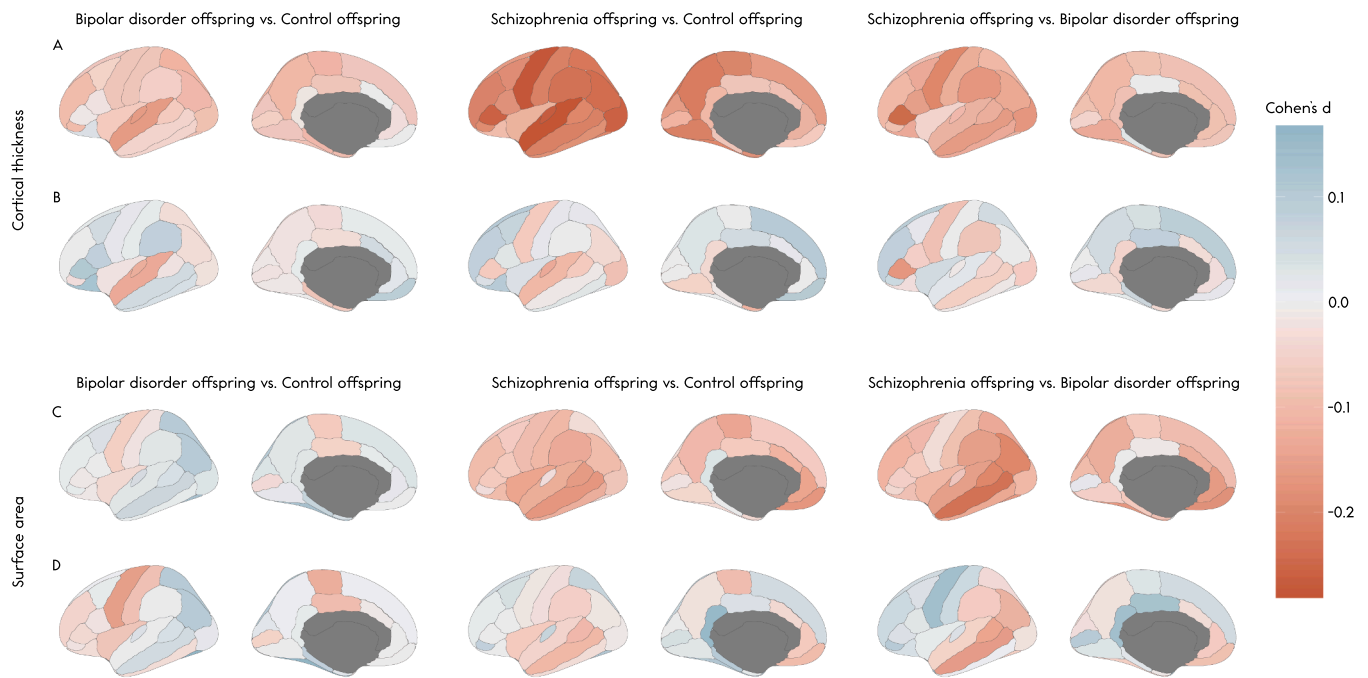 Bipolar disorder offspring vs. Control offspring
Schizophrenia offspring vs. Control offspring
Schizophrenia offspring vs. Bipolar disorder offspring
A
Cortical thickness
B
Cohen's d
0.1
0.0
-0.1
-0.2
Bipolar disorder offspring vs. Control offspring
Schizophrenia offspring vs. Control offspring
Schizophrenia offspring vs. Bipolar disorder offspring
C
Surface area
D